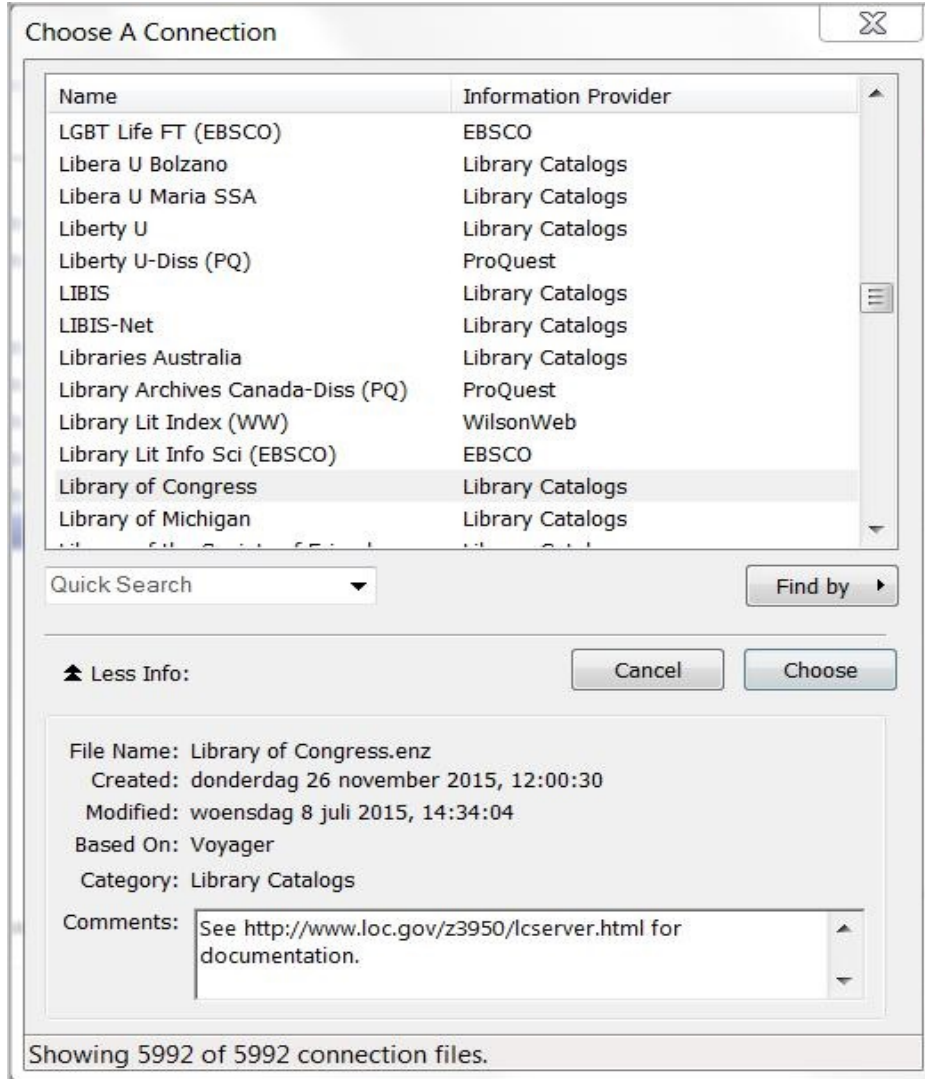 Choose A Connection
Name Information Provider
LGBT Life FT (EBSCO) EBSCO
Libera U Bolzano Library Catalogs
Libera U Maria SSA Library Catalogs
Liberty U Library Catalogs
Liberty U-Diss (PQ) ProQuest
LIBIS Library Catalogs
LIBIS-Net Library Catalogs
Libraries Australia Library Catalogs
Library Archives Canada-Diss (PQ) ProQuest
Library Lit Index (WW) WilsonWeb
Library Lit Info Sci (EBSCO) EBSCO
Library of Congress Library Catalogs
Library of Michigan Library Catalogs
Quick Search Find by
Less Info: Cancel Choose
File Name: Library of Congress.enz
Created: donderdag 26 november 2015, 12:00:30
Modified: woensdag 8 juli 2015, 14:34:04
Based On: Voyager
Category: Library Catalogs
Comments: See http://www.loc.gov/z3950/lcserver.html for
documentation.
Showing 5992 of 5992 connection files.